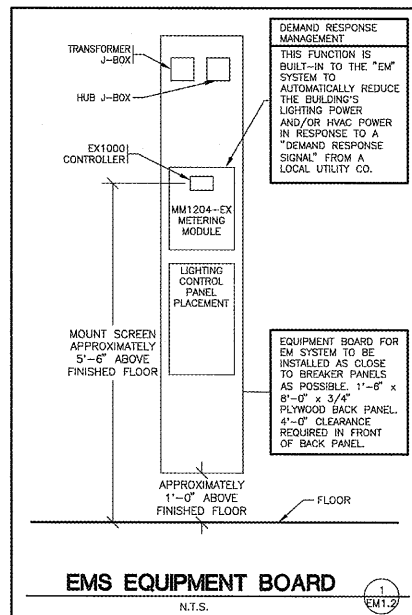 TRANSFORMER
J-BOX
HUB J-BOX
DEMAND RESPONSE
MANAGEMENT
THIS FUNCTION IS
BUILT-IN TO THE "EM"
SYSTEM TO
AUTOMATICALLY REDUCE
THE BUILDING'S
LIGHTING POWER
AND/OR HVAC POWER
IN RESPONSE TO A
"DEMAND RESPONSE
SIGNAL" FROM A
LOCAL UTILITY CO.
EX1000
CONTROLLER
MM1204-EX
METERING
MODULE
LIGHTING
CONTROL
PANEL
PLACEMENT
MOUNT SCREEN
APPROXIMATELY
5'-6" ABOVE
FINISHED FLOOR
EQUIPMENT BOARD FOR
EM SYSTEM TO BE
INSTALLED AS CLOSE
TO BREAKER PANELS
AS POSSIBLE. 1'-6" x
8'-0" x 3/4"
PLYWOOD BACK PANEL.
4'-0" CLEARANCE
REQUIRED IN FRONT
OF BACK PANEL.
APPROXIMATELY
1'-0" ABOVE
FINISHED FLOOR
FLOOR
EMS EQUIPMENT BOARD
N.T.S.
1
EM1.2